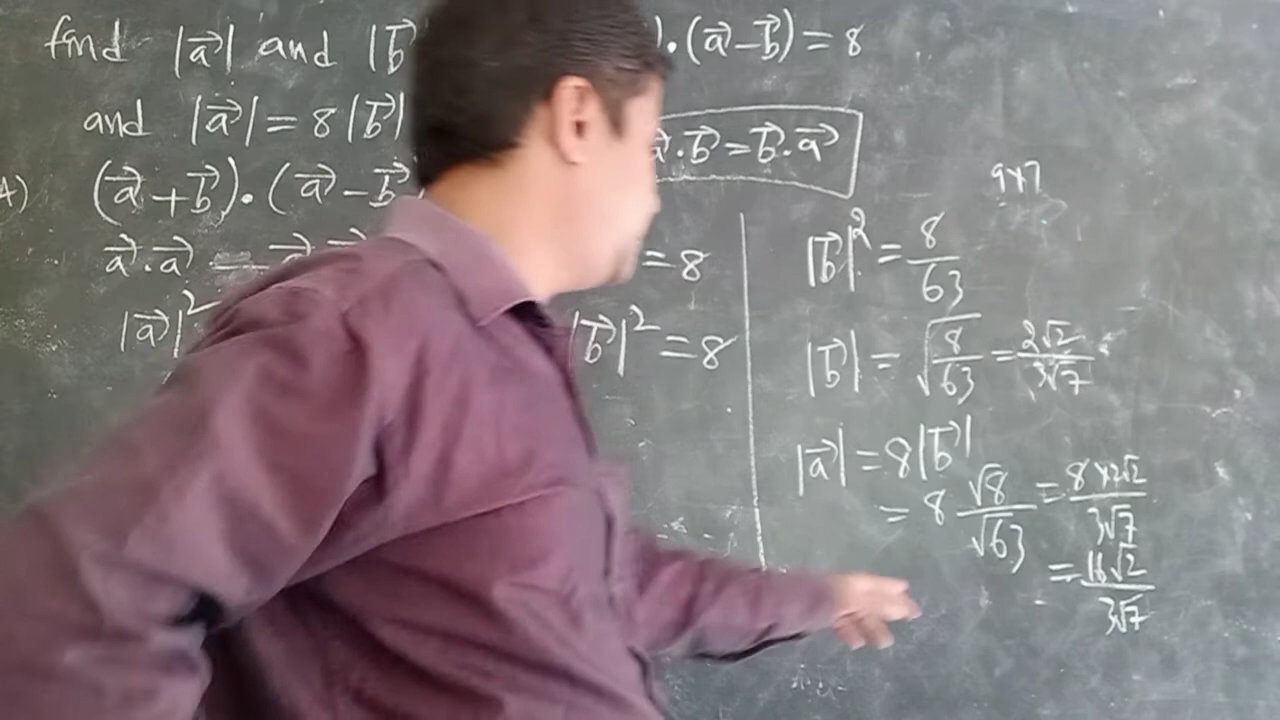 find |a⃗| and |b⃗ ).(a⃗-b⃗)=8
and |a⃗|=8|b⃗|
a⃗.b⃗=b⃗.a⃗
A) (a⃗+b⃗).(a⃗-b⃗
a⃗.a⃗ - =8
|a⃗|² |b⃗|²=8
9×7
|b⃗|²=8/63
|b⃗|=√(8/63)=2√2/3√7
|a⃗|=8|b⃗|
=8 √8/√63 =8×2√2/3√7
=16√2/3√7